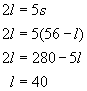 2l = 5s
2l = 5(56 − l)
2l = 280 − 5l
l = 40